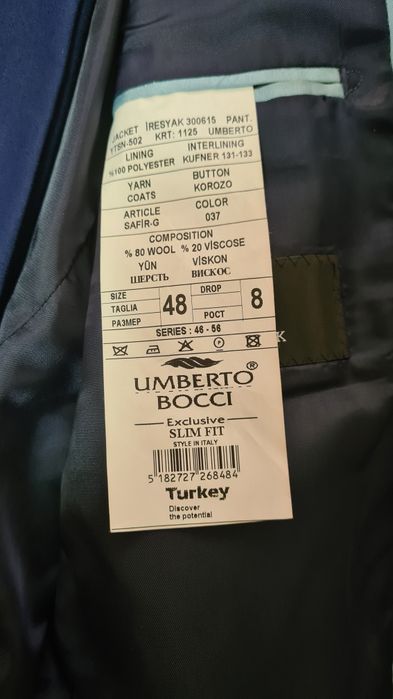 JACKET İRESYAK 300615 PANT.
YTSN-502 KRT: 1125 UMBERTO
LINING INTERLINING
%100 POLYESTER KUFNER 131-133
YARN BUTTON
COATS KOROZO
ARTICLE COLOR
SAFİR-G 037
COMPOSITION
% 80 WOOL % 20 VİSCOSE
YÜN VİSKON
ШЕРСТЬ ВИСКОС
SIZE DROP
TAGLIA 48 8
РАЗМЕР РОСТ
SERIES : 46 - 56
UMBERTO ®
BOCCI
Exclusive
SLIM FIT
STYLE IN ITALY
5 182727 268484
Turkey
Discover
the potential
K